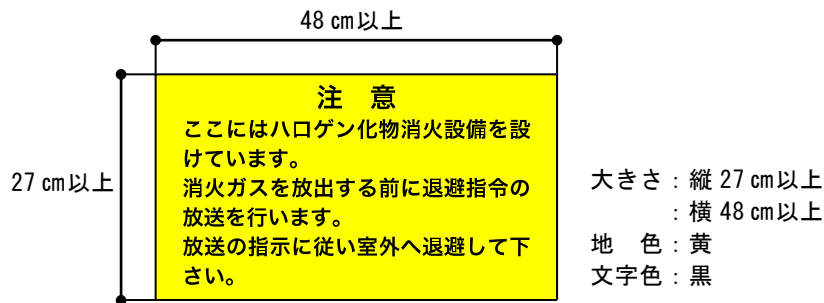 48 ㎝以上
27 ㎝以上
注　意
ここにはハロゲン化物消火設備を設
けています。
消火ガスを放出する前に退避指令の
放送を行います。
放送の指示に従い室外へ退避して下
さい。
大きさ：縦 27 ㎝以上
：横 48 ㎝以上
地　色：黄
文字色：黒